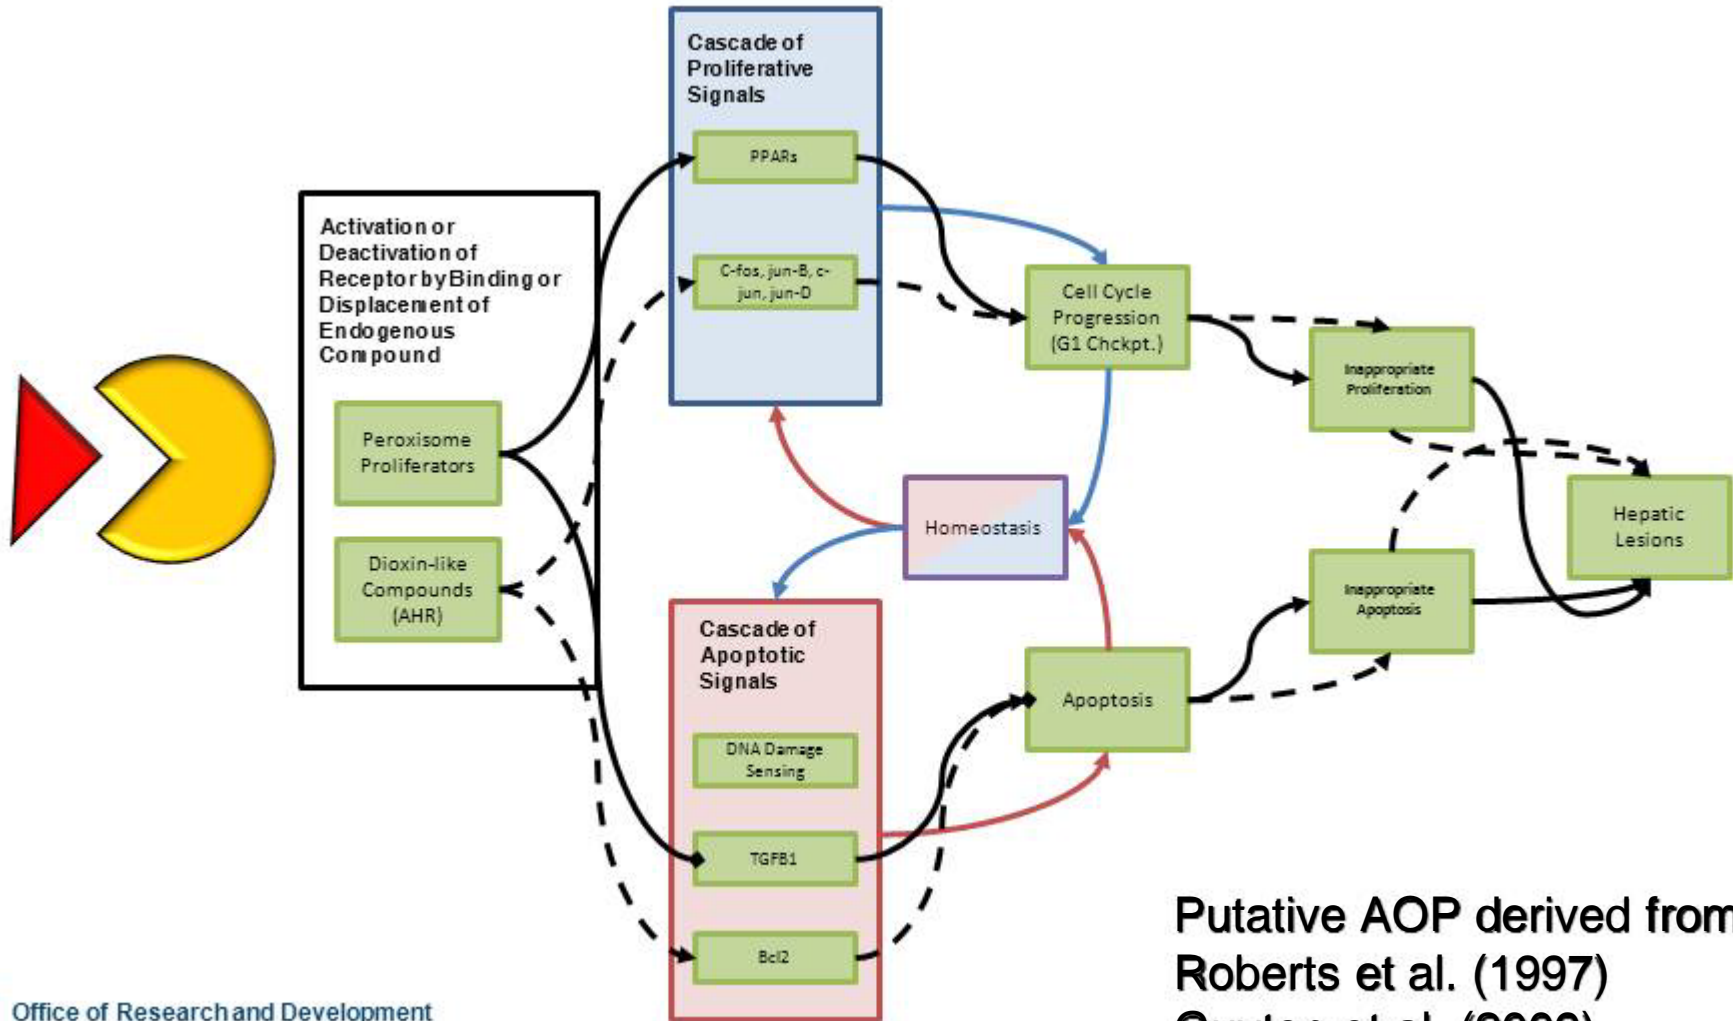 Cascade of
Proliferative
Signals
PPARs
C-fos, jun-B, c-
jun, jun-D
Activation or
Deactivation of
Receptor by Binding or
Displacement of
Endogenous
Compound
Peroxisome
Proliferators
Dioxin-like
Compounds
(AHR)
Cell Cycle
Progression
(G1 Chckpt.)
Inappropriate
Proliferation
Homeostasis
Hepatic
Lesions
Inappropriate
Apoptosis
Cascade of
Apoptotic
Signals
DNA Damage
Sensing
TGFB1
Bcl2
Apoptosis
Putative AOP derived from
Roberts et al. (1997)
et al.
Office of Research and Development